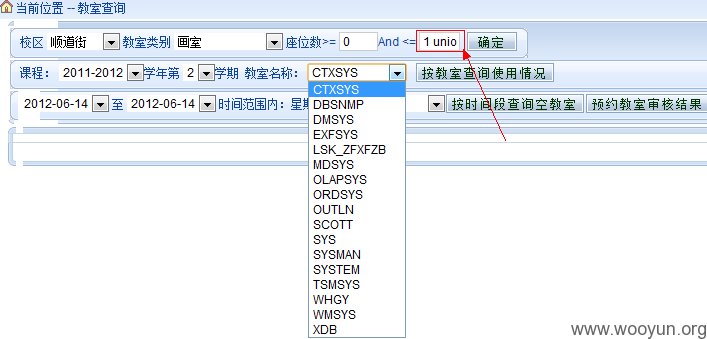 当前位置 -- 教室查询
校区 顺道街 教室类别 画室 座位数>= 0 And <= 1 unio 确定
课程： 2011-2012 学年第 2 学期 教室名称： CTXSYS 按教室查询使用情况
CTXSYS
2012-06-14 至 2012-06-14 时间范围内：星期 按时间段查询空教室 预约教室审核结果
DBSNMP
DMSYS
EXFSYS
LSK_ZFXFZB
MDSYS
OLAPSYS
ORDSYS
OUTLN
SCOTT
SYS
SYSMAN
SYSTEM
TSMSYS
WHGY
WMSYS
XDB
www.wooyun.org